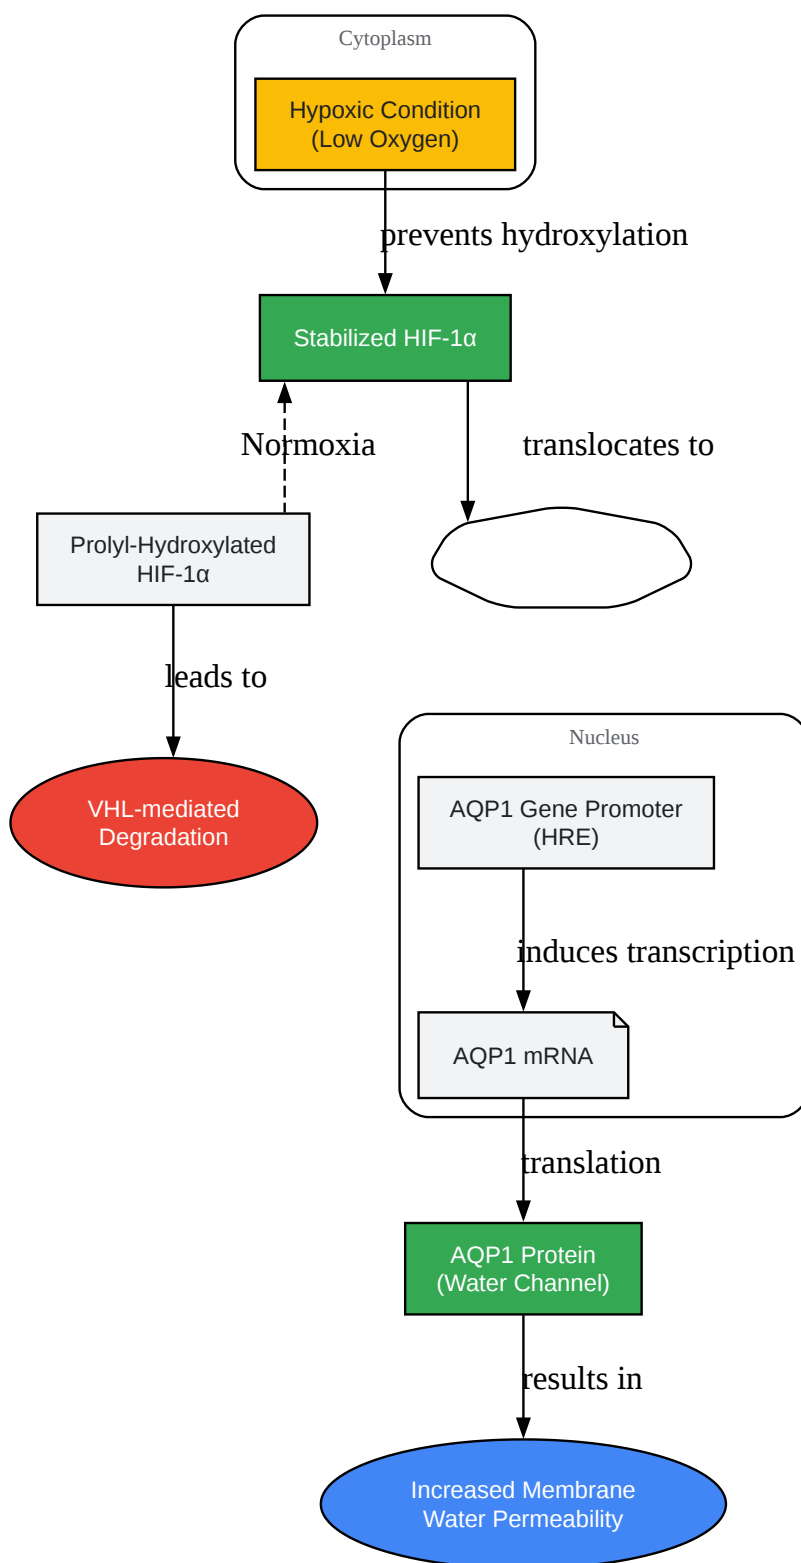 Cytoplasm
Hypoxic Condition
(Low Oxygen)
prevents hydroxylation
Stabilized HIF-1α
Normoxia
translocates to
Prolyl-Hydroxylated
HIF-1α
leads to
VHL-mediated
Degradation
Nucleus
AQP1 Gene Promoter
(HRE)
induces transcription
AQP1 mRNA
translation
AQP1 Protein
(Water Channel)
results in
Increased Membrane
Water Permeability